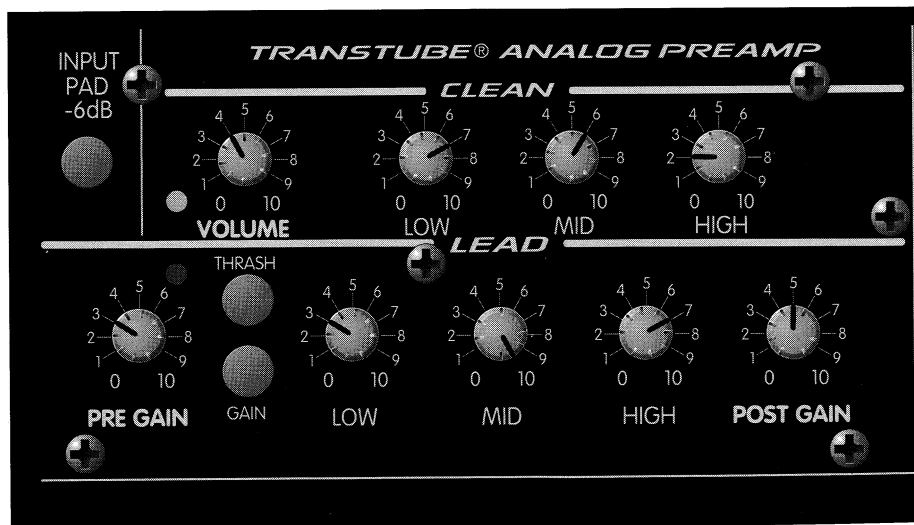 TRANSTUBE® ANALOG PREAMP
INPUT
PAD
-6dB
CLEAN
0 1 2 3 4 5 6 7 8 9 10
VOLUME
0 1 2 3 4 5 6 7 8 9 10
LOW
0 1 2 3 4 5 6 7 8 9 10
MID
0 1 2 3 4 5 6 7 8 9 10
HIGH
LEAD
0 1 2 3 4 5 6 7 8 9 10
PRE GAIN
THRASH
GAIN
0 1 2 3 4 5 6 7 8 9 10
LOW
0 1 2 3 4 5 6 7 8 9 10
MID
0 1 2 3 4 5 6 7 8 9 10
HIGH
0 1 2 3 4 5 6 7 8 9 10
POST GAIN